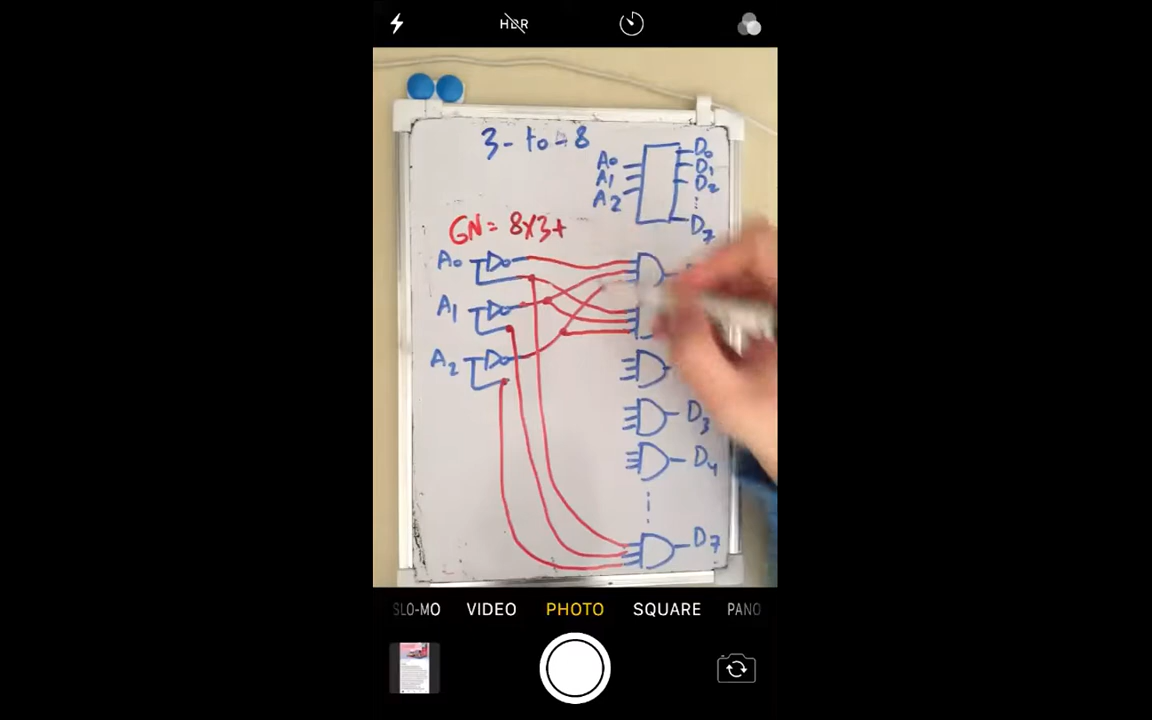 HDR
3-to-8
A0
A1
A2
D0
D1
D2
D7
GN= 8x3+
A0
A1
A2
D3
D4
D7
SLO-MO VIDEO PHOTO SQUARE PANO